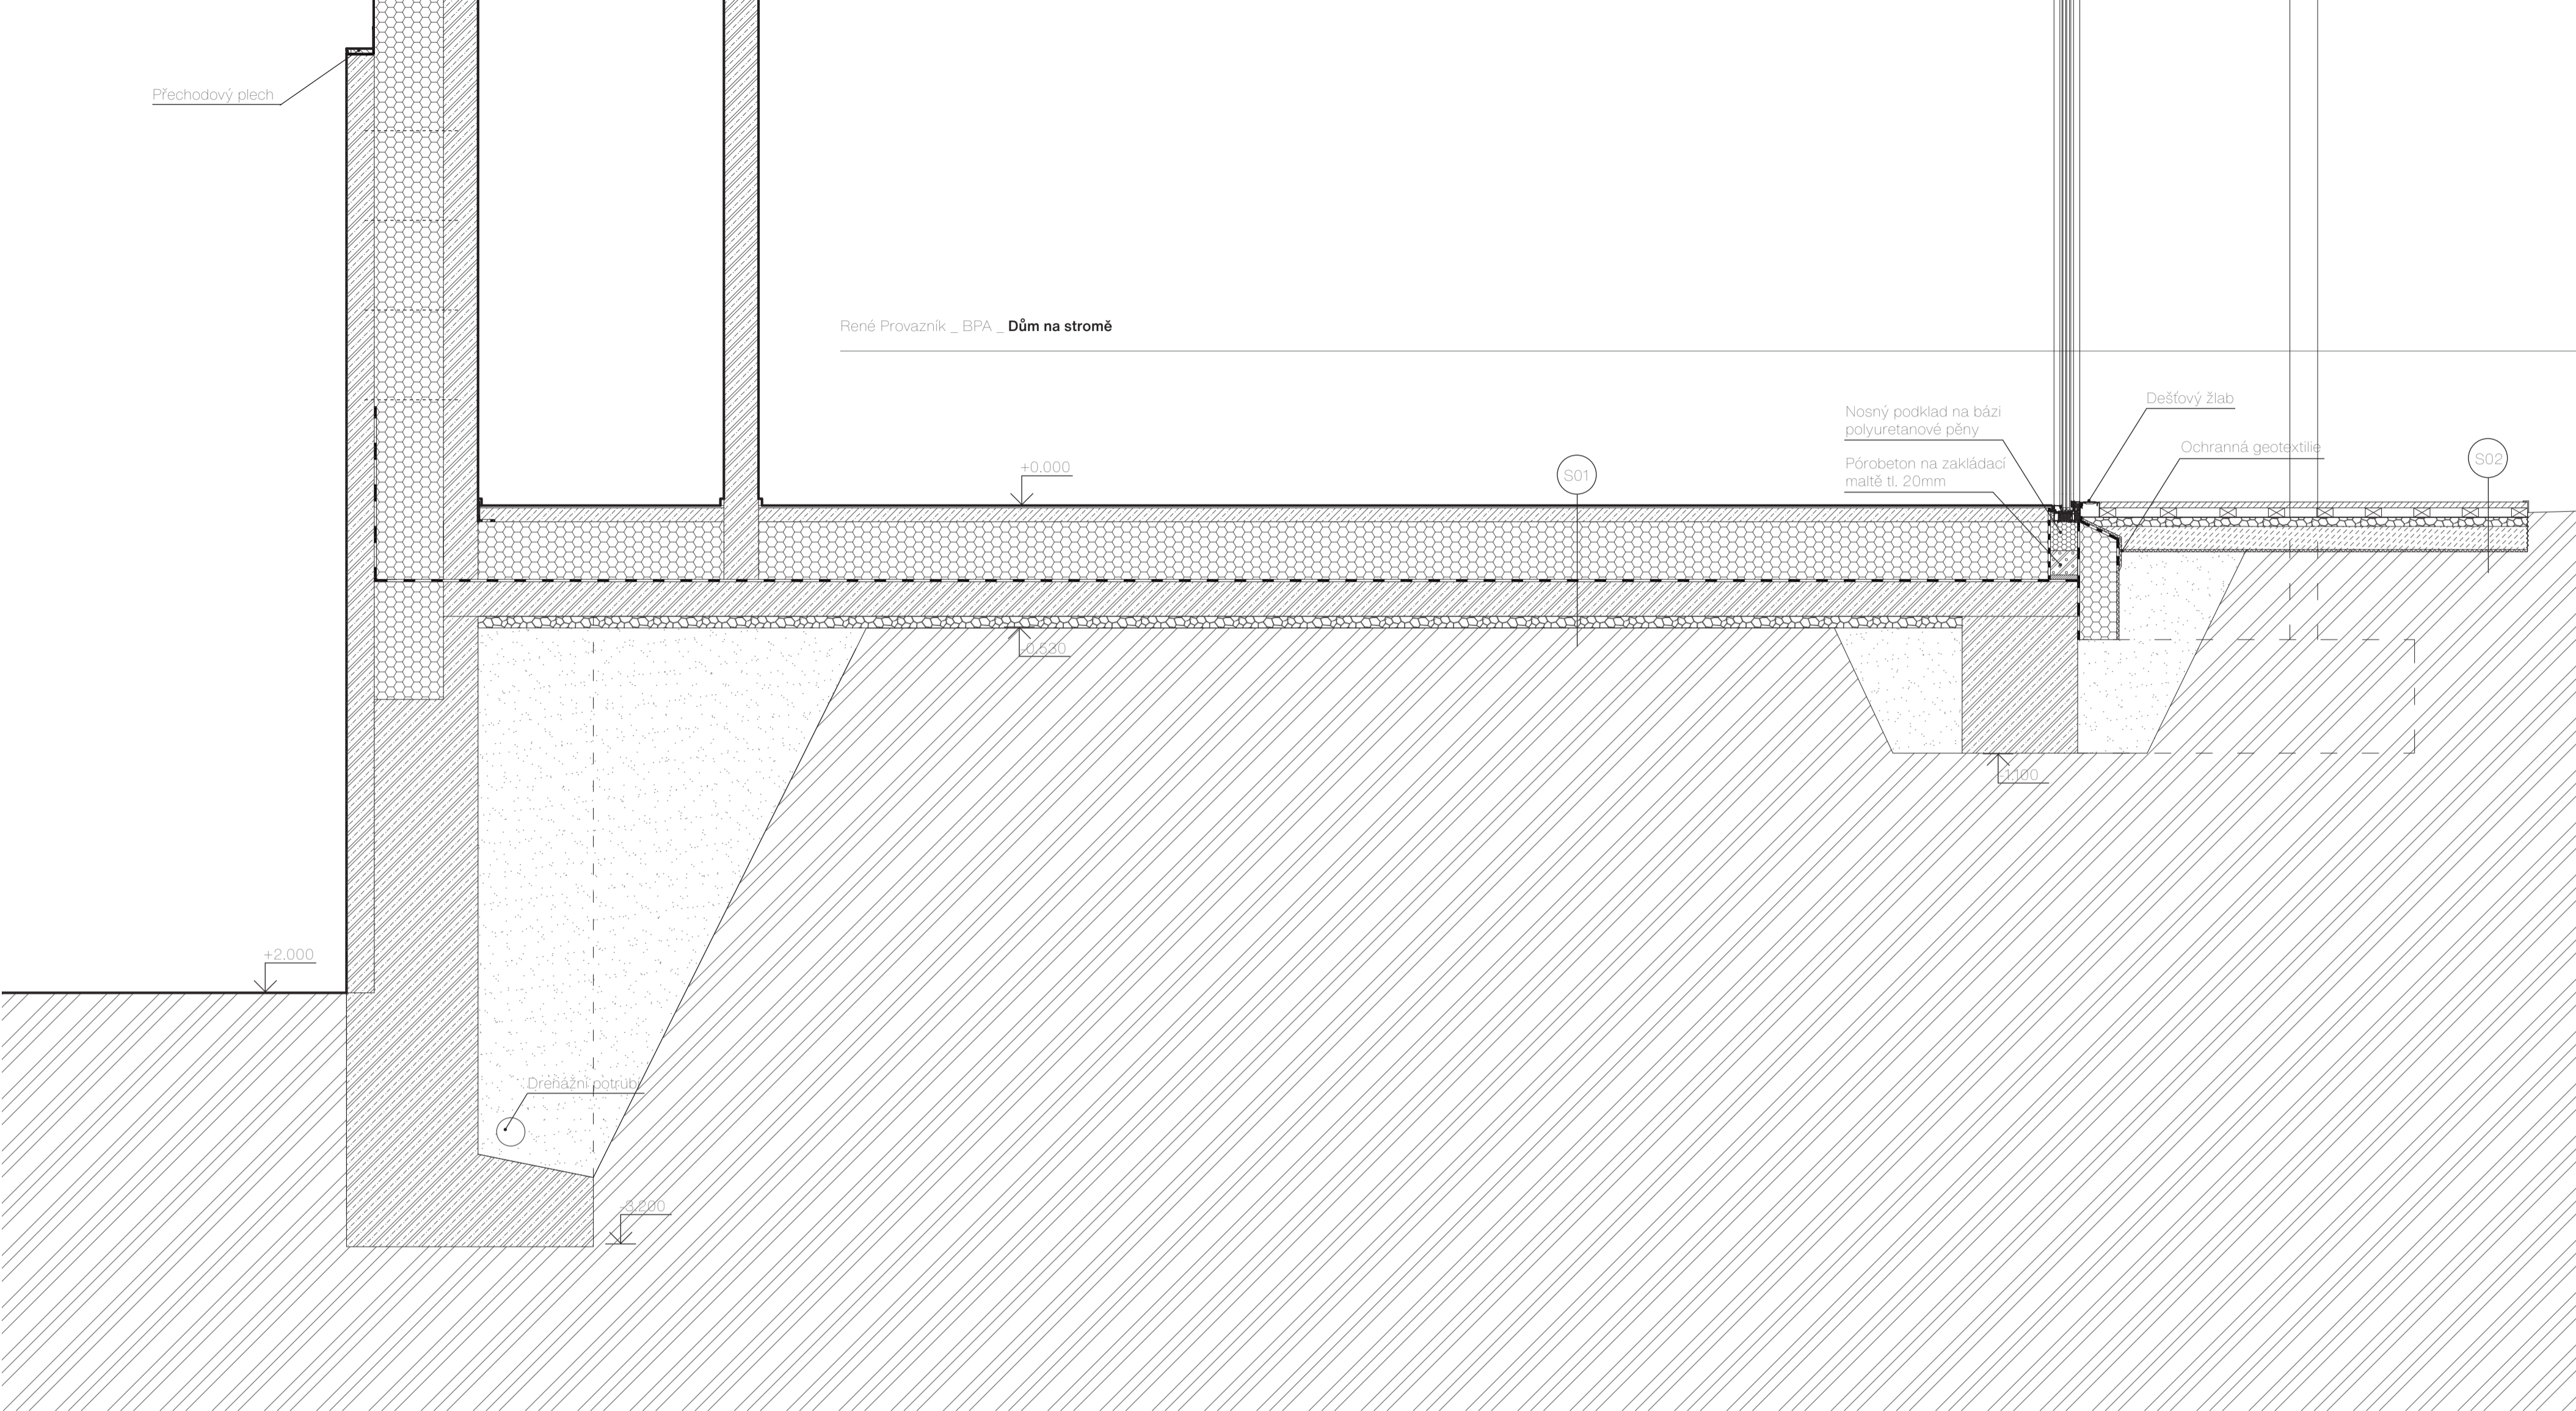 Přechodový plech
René Provazník _ BPA _ Dům na stromě
Dešťový žlab
Nosný podklad na bázi
polyuretanové pěny
Ochranná geotextilie
S02
+0.000
S01
Pórobeton na zakládací
maltě tl. 20mm
-0.530
-1.100
+2.000
Drenážní potrubí
-3.200